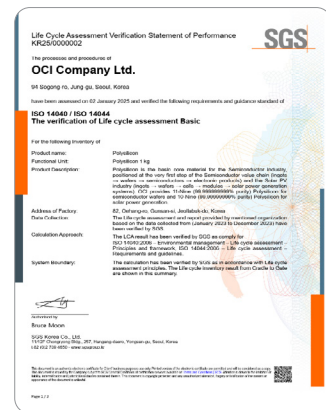 Life Cycle Assessment Verification Statement of Performance
KR25/0000002
SGS
The processes and procedures of
OCI Company Ltd.
94 Sogong ro, Jung gu, Seoul, Korea
have been assessed on 02 January 2025 and verified the following requirements and guidance standard of
ISO 14040 / ISO 14044
The verification of Life cycle assessment Basic
For the following inventory of
Product name: Polysilicon
Functional Unit: Polysilicon 1 kg
Product Description: Polysilicon is the basic core material for the Semiconductor industry,
positioned at the very first step of the Semiconductor value chain (ingots
→ wafers → semiconductors → electronic products) and the Solar PV
industry (ingots → wafers → cells → modules → solar power generation
systems). OCI provides 11-Nine (99.999999999% purity) Polysilicon for
semiconductor wafers and 10-Nine (99.99999999% purity) Polysilicon for
solar power generation.
Address of Factory: Gunsan-si, Jeollabuk-do, Korea
Data Collection: The Life cycle assessment and report provided by mentioned organization
based on the data collected from (January 2023 to December 2023) have
been verified by SGS.
Calculation Approach: The LCA result has been verified by SGS as comply for
ISO 14040:2006 - Environmental management - Life cycle assessment -
Principles and framework, ISO 14044:2006 - Life cycle assessment -
Requirements and guidelines.
System Boundary: The calculation has been verified by SGS as in accordance with Life cycle
assessment principles. The Life cycle inventory result from Cradle to Gate
are shown in this summary.
Authorised by
Bruce Moon
SGS Korea Co., Ltd.
Seoul, Korea
Page 1 / 2